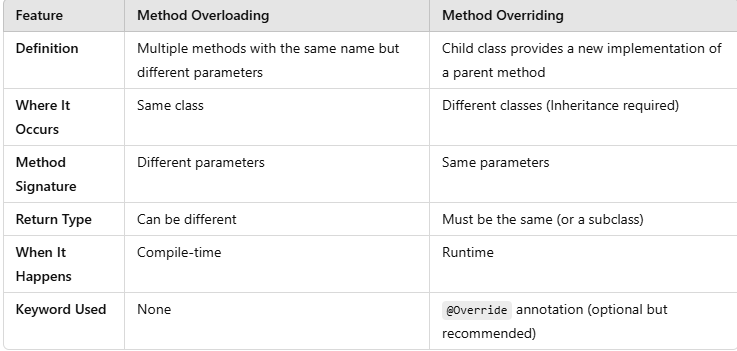 Feature Method Overloading Method Overriding
Definition Multiple methods with the same name but different parameters Child class provides a new implementation of a parent method
Where It Occurs Same class Different classes (Inheritance required)
Method Signature Different parameters Same parameters
Return Type Can be different Must be the same (or a subclass)
When It Happens Compile-time Runtime
Keyword Used None @Override annotation (optional but recommended)